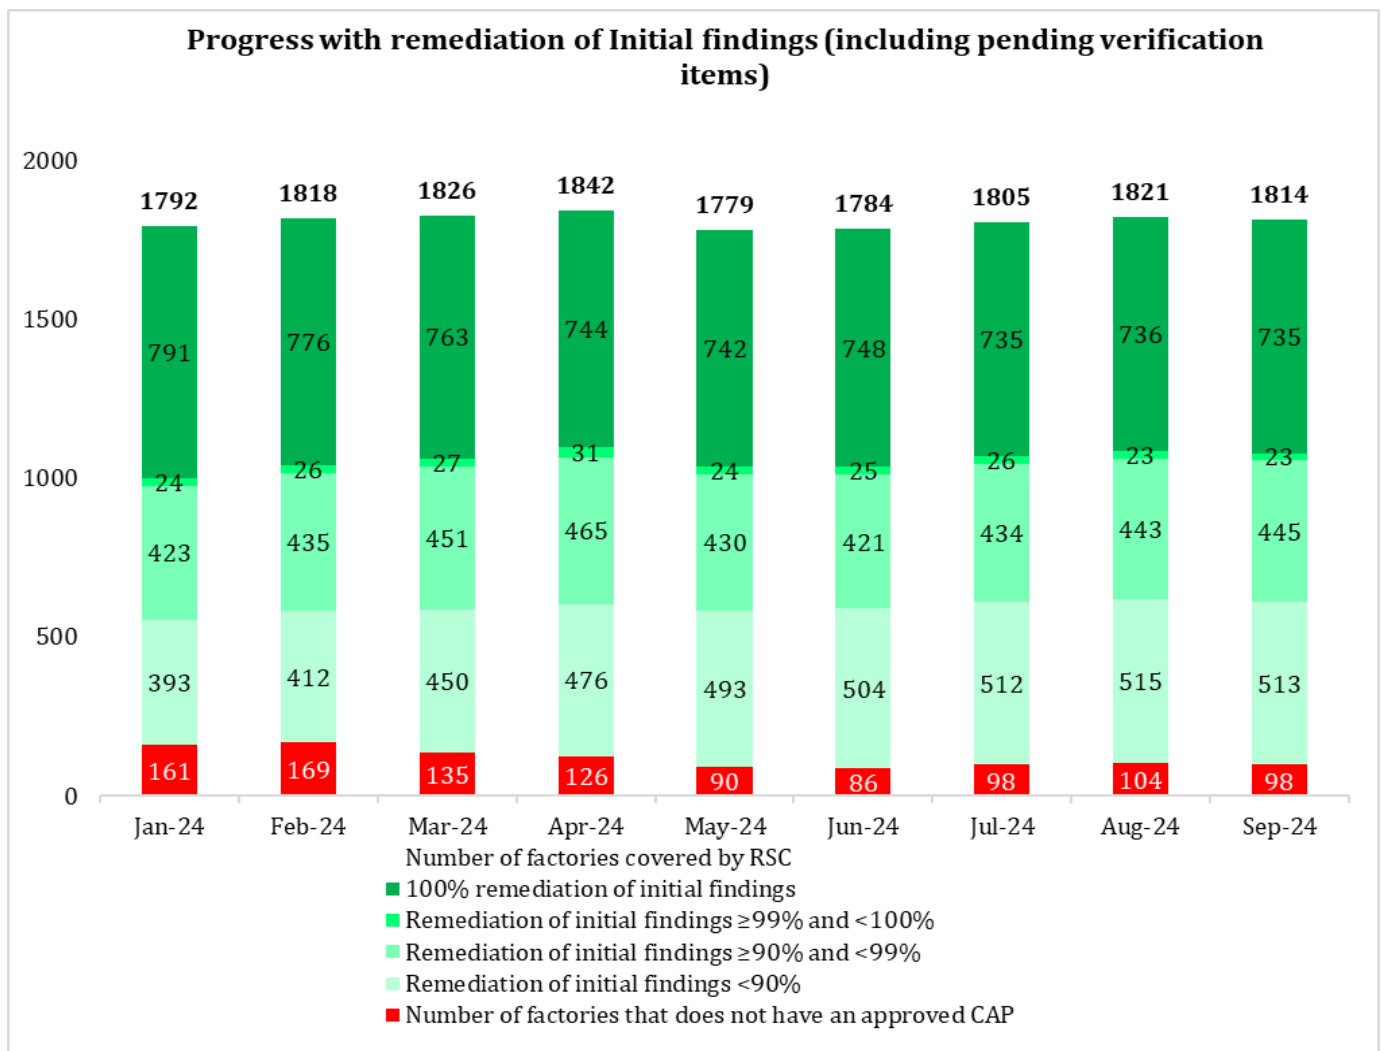 Progress with remediation of Initial findings (including pending verification
items)
2000
1792 1818 1826 1842 1779 1784 1805 1821 1814
1500
791 776 763 744 742 748 735 736 735
1000
24 26 27 31 24 25 26 23 23
423 435 451 465 430 421 434 443 445
500
393 412 450 476 493 504 512 515 513
161 169 135 126 90 86 98 104 98
0
Jan-24 Feb-24 Mar-24 Apr-24 May-24 Jun-24 Jul-24 Aug-24 Sep-24
Number of factories covered by RSC
100% remediation of initial findings
Remediation of initial findings ≥99% and <100%
Remediation of initial findings ≥90% and <99%
Remediation of initial findings <90%
Number of factories that does not have an approved CAP